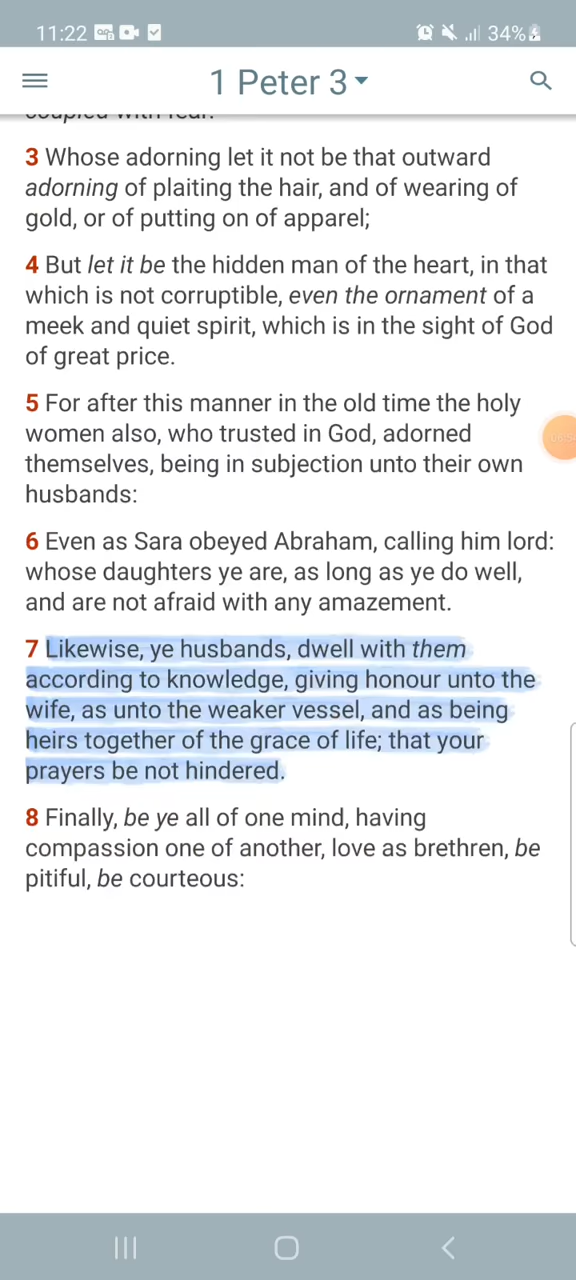 11:22
34%
1 Peter 3
coupled with fear.
3 Whose adorning let it not be that outward
adorning of plaiting the hair, and of wearing of
gold, or of putting on of apparel;
4 But let it be the hidden man of the heart, in that
which is not corruptible, even the ornament of a
meek and quiet spirit, which is in the sight of God
of great price.
5 For after this manner in the old time the holy
women also, who trusted in God, adorned
themselves, being in subjection unto their own
husbands:
6 Even as Sara obeyed Abraham, calling him lord:
whose daughters ye are, as long as ye do well,
and are not afraid with any amazement.
7 Likewise, ye husbands, dwell with them
according to knowledge, giving honour unto the
wife, as unto the weaker vessel, and as being
heirs together of the grace of life; that your
prayers be not hindered.
8 Finally, be ye all of one mind, having
compassion one of another, love as brethren, be
pitiful, be courteous: